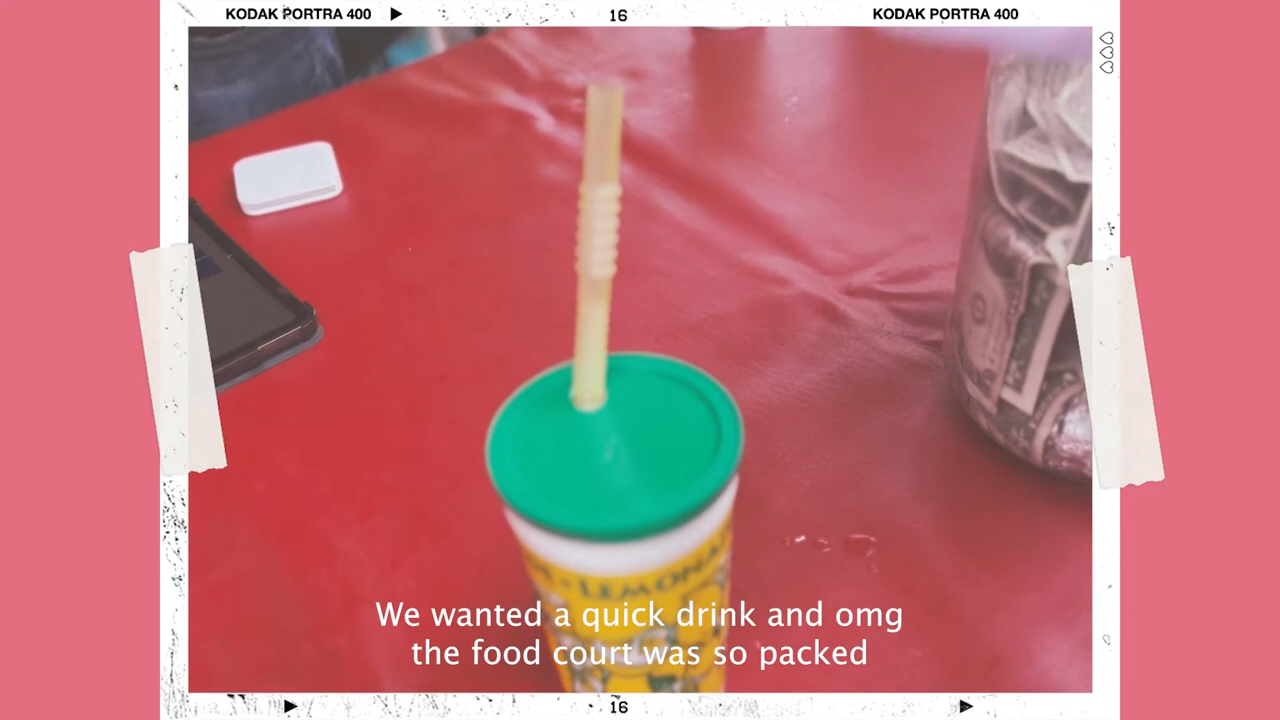 KODAK PORTRA 400 16 KODAK PORTRA 400
LEMONA
We wanted a quick drink and omg
the food court was so packed
16